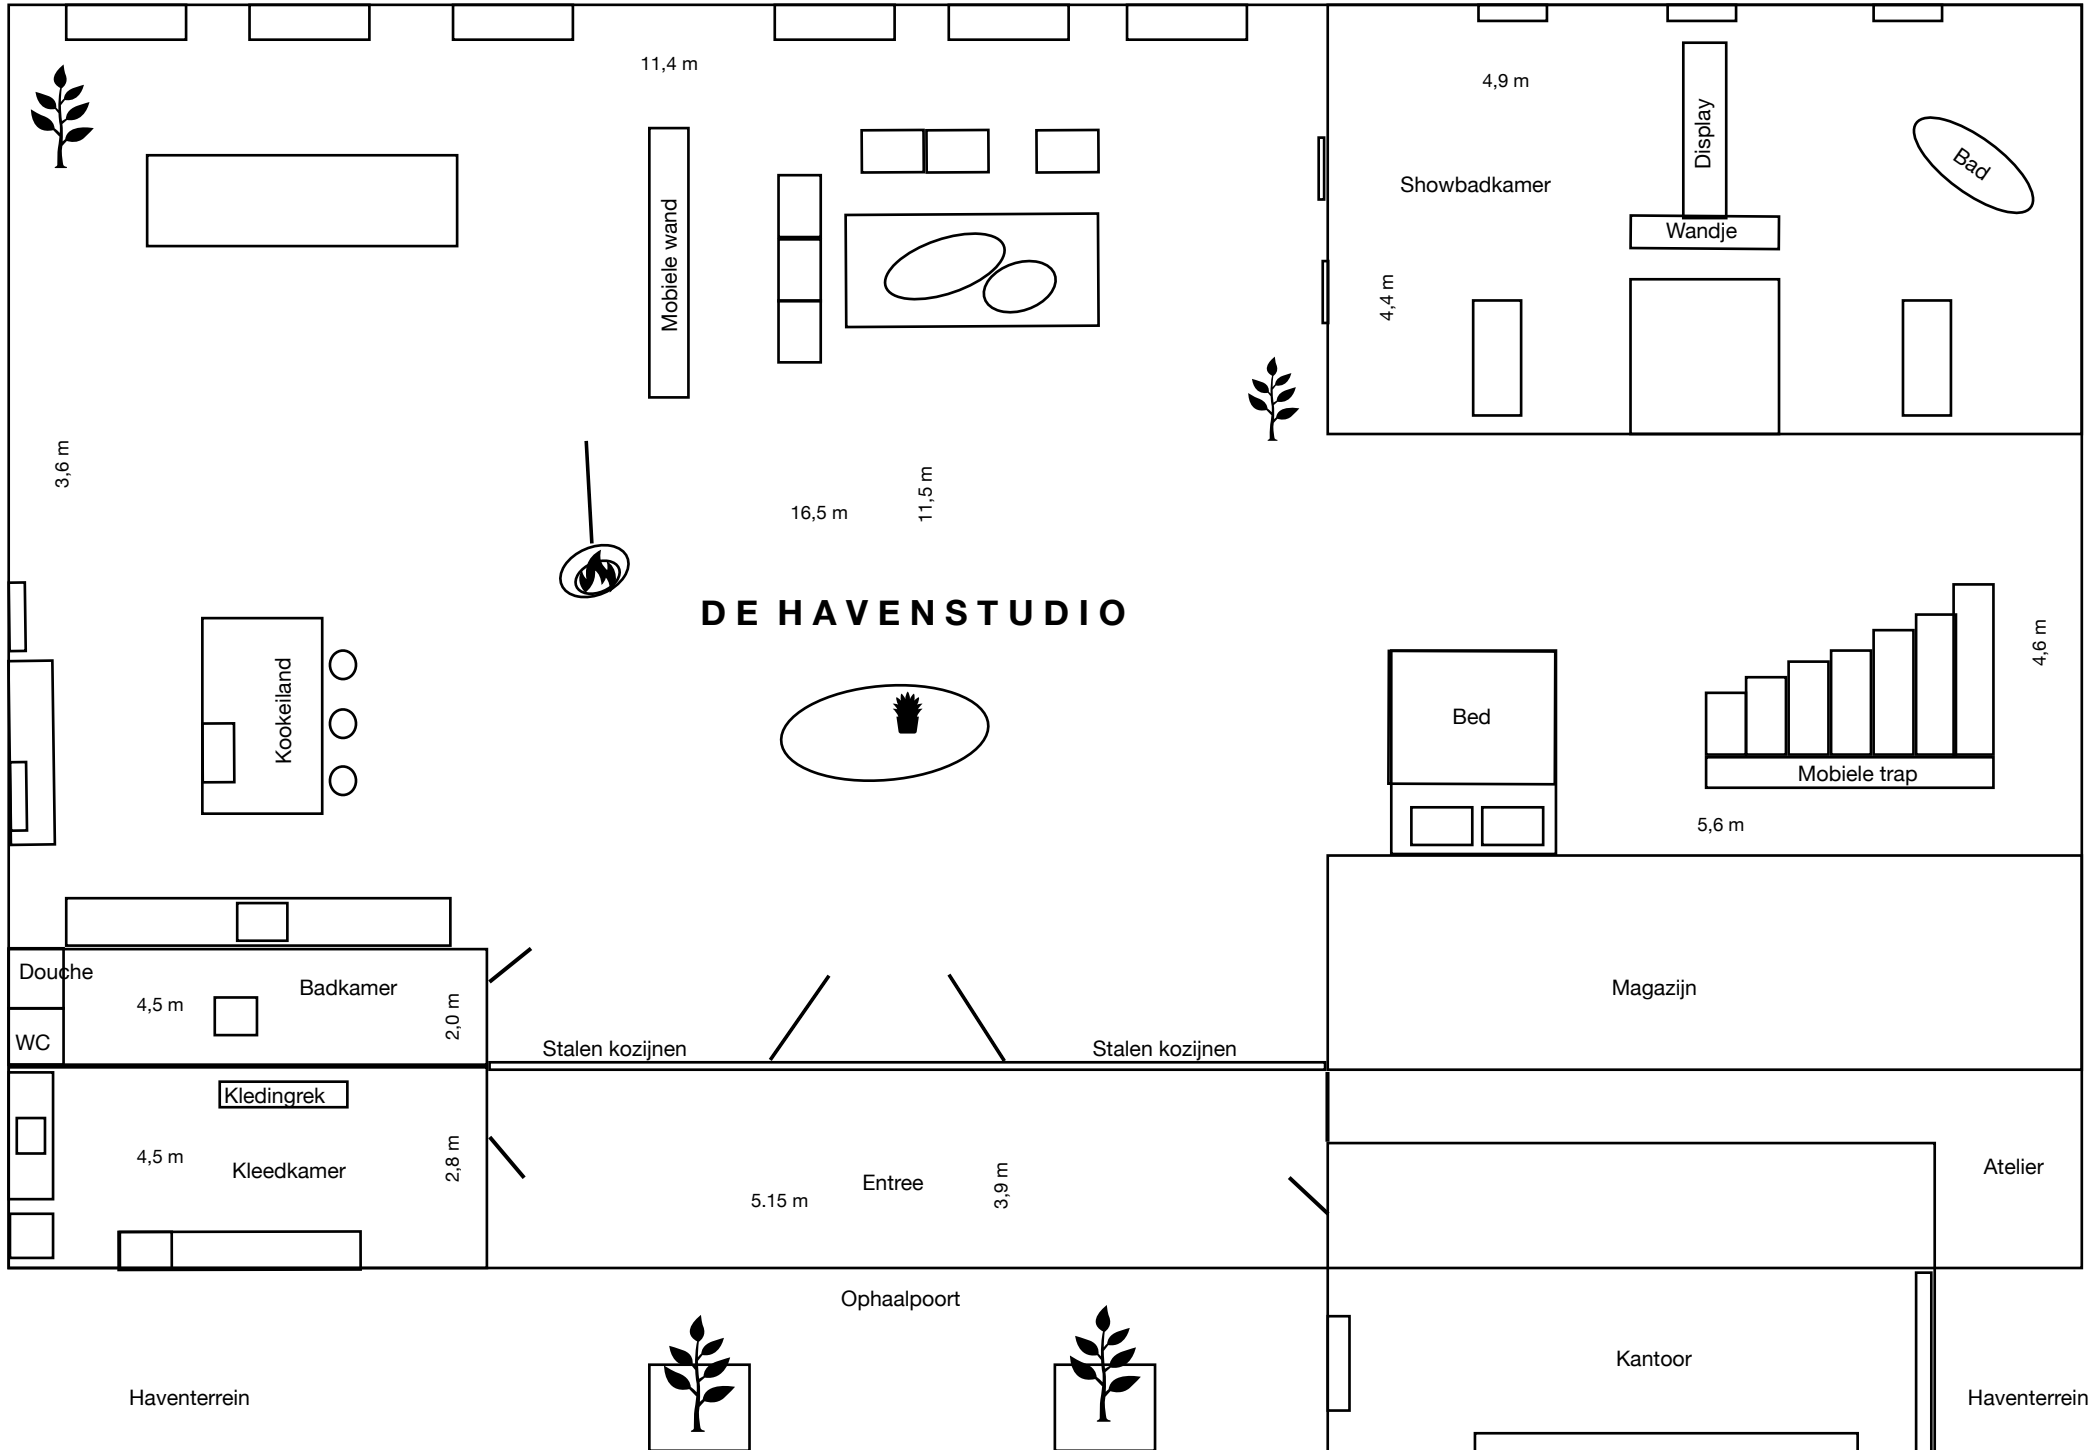 11,4 m
4,9 m
Display
Bad
Showbadkamer
Wandje
Mobiele wand
4,4 m
3,6 m
16,5 m
11,5 m
DE HAVENSTUDIO
4,6 m
Kookeiland
Bed
Mobiele trap
5,6 m
Douche
Badkamer
4,5 m
2,0 m
WC
Magazijn
Stalen kozijnen
Stalen kozijnen
Kledingrek
4,5 m
Kleedkamer
2,8 m
5.15 m
Entree
3,9 m
Atelier
Ophaalpoort
Kantoor
Haventerrein
Haventerrein